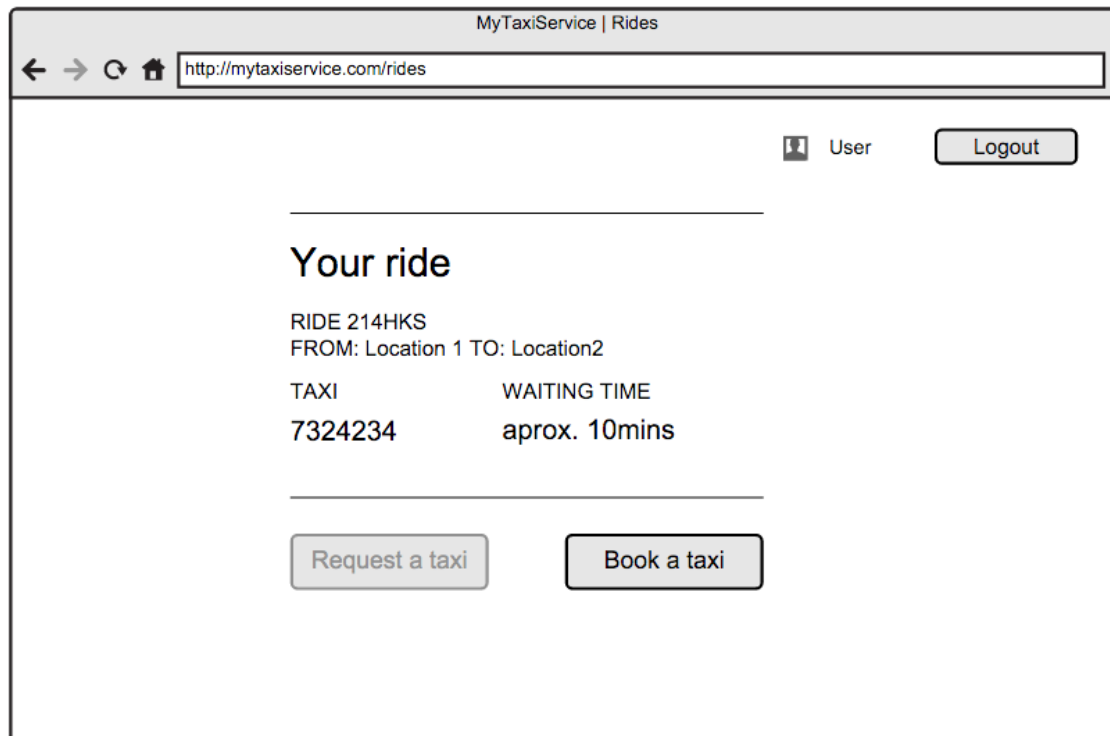 MyTaxiService | Rides
http://mytaxiservice.com/rides
User
Logout
Your ride
RIDE 214HKS
FROM: Location 1 TO: Location2
TAXI WAITING TIME
7324234 aprox. 10mins
Request a taxi Book a taxi